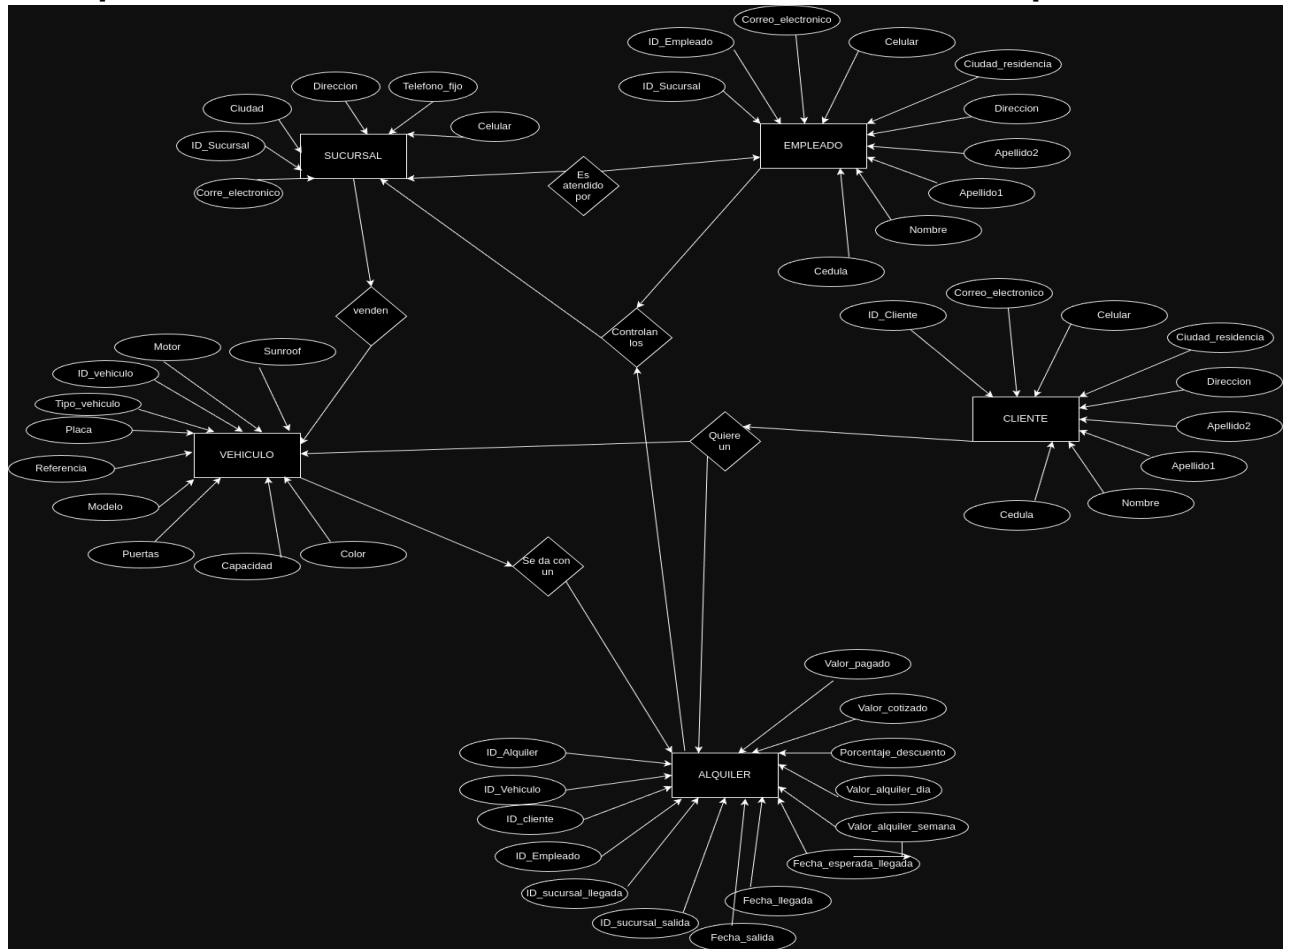 Correo_electronico
ID_Empleado
Celular
Ciudad_residencia
ID_Sucursal
Direccion
EMPLEADO
Apellido2
Apellido1
Nombre
Cedula
Direccion
Telefono_fijo
Ciudad
Celular
ID_Sucursal
SUCURSAL
Corre_electronico
Es
atendido
por
venden
Controlan
los
Correo_electronico
ID_Cliente
Celular
Ciudad_residencia
Direccion
CLIENTE
Apellido2
Apellido1
Nombre
Cedula
Motor
Sunroof
ID_vehiculo
Tipo_vehiculo
Placa
VEHICULO
Referencia
Modelo
Puertas
Capacidad
Color
Quiere
un
Se da con
un
Valor_pagado
Valor_cotizado
ID_Alquiler
Porcentaje_descuento
ALQUILER
ID_Vehiculo
Valor_alquiler_dia
ID_cliente
Valor_alquiler_semana
ID_Empleado
Fecha_esperada_llegada
ID_sucursal_llegada
Fecha_llegada
ID_sucursal_salida
Fecha_salida